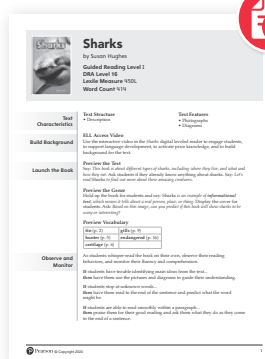 Sharks
Sharks
by Susan Hughes
Guided Reading Level I
DRA Level 16
Lexile Measure 450L
Word Count 414
Text Characteristics
Text Structure
• Description
Text Features
• Photographs
• Diagrams
Build Background
ELL Access Video
Use the interactive video in the Sharks digital leveled reader to engage students,
to support language development, to activate prior knowledge, and to build
background for the text.
Launch the Book
Preview the Text
Say: This book is about different types of sharks, including where they live, and what and
how they eat. Ask students if they already know anything about sharks. Say: Let's
read Sharks to find out more about these amazing creatures.
Preview the Genre
Hold up the book for students and say: Sharks is an example of informational
text, which means it tells about a real person, place, or thing. Display the cover for
students. Ask: Based on this image, can you predict if this book will show sharks to be
scary or interesting?
Preview Vocabulary
fin (p. 2) gills (p. 9)
hunter (p. 5) endangered (p. 16)
cartilage (p. 6)
Observe and Monitor
As students whisper-read the book on their own, observe their reading
behaviors, and monitor their fluency and comprehension.
If students have trouble identifying main ideas from the text...
then have them use the pictures and diagrams to guide their understanding.
If students stop at unknown words...
then have them read to the end of the sentence and predict what the word
might be.
If students are able to read smoothly within a paragraph...
then praise them for their good reading and ask them what they do as they come
to the end of a sentence.
Pearson © Copyright 2020
1